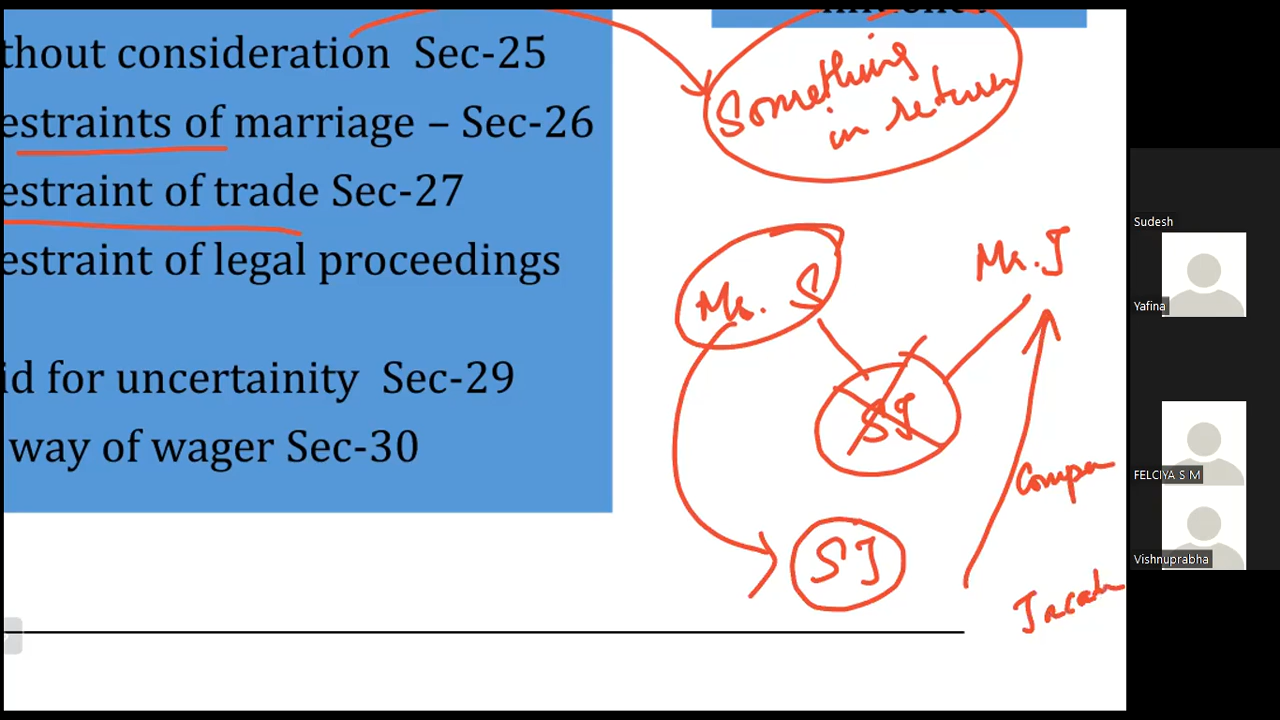 thout consideration Sec-25
estraints of marriage – Sec-26
estraint of trade Sec-27
estraint of legal proceedings
id for uncertainity Sec-29
way of wager Sec-30
Something
in return
Mr. S
Mr. J
SJ
SJ
Compa
Sudesh
Yafina
FELCIYA S M
Vishnuprabha